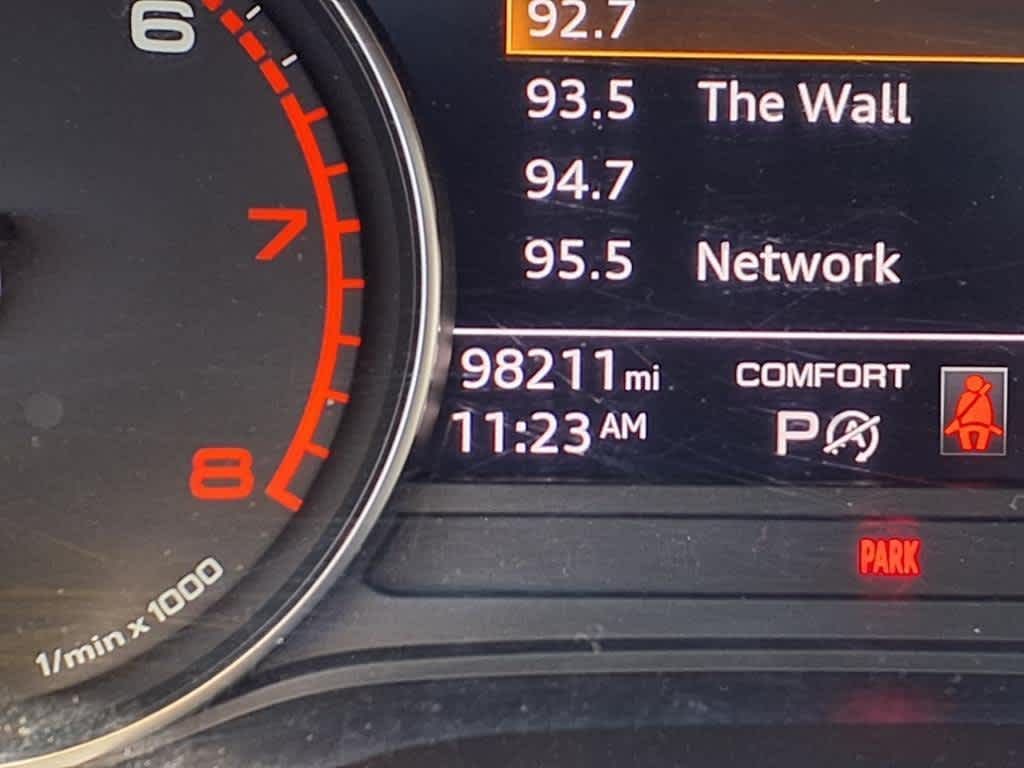 6
7
8
1/min x 1000
92.7
93.5 The Wall
94.7
95.5 Network
98211 mi COMFORT
11:23 AM P A
PARK